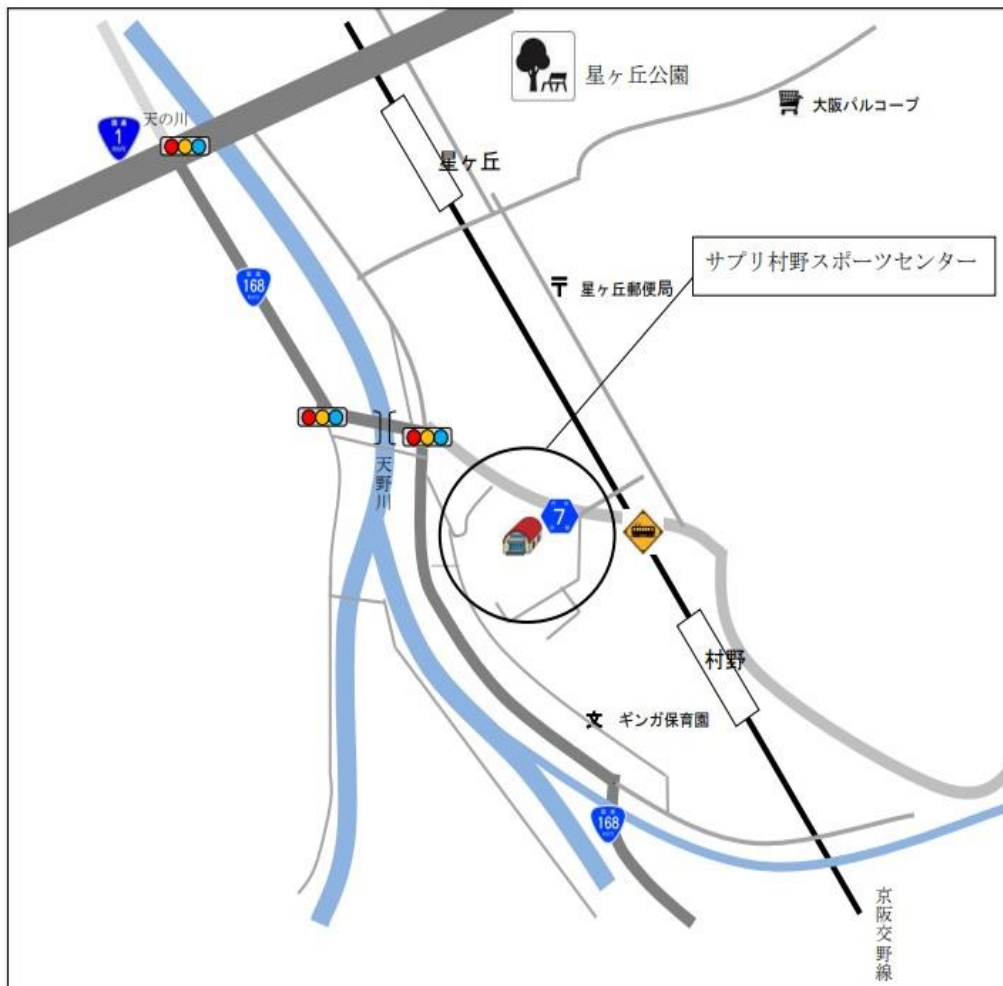 星ヶ丘公園
大阪パルコープ
天の川
1
星ヶ丘
サプリ村野スポーツセンター
168
〒 星ヶ丘郵便局
天野川
7
村野
文 ギンガ保育園
168
京阪交野線